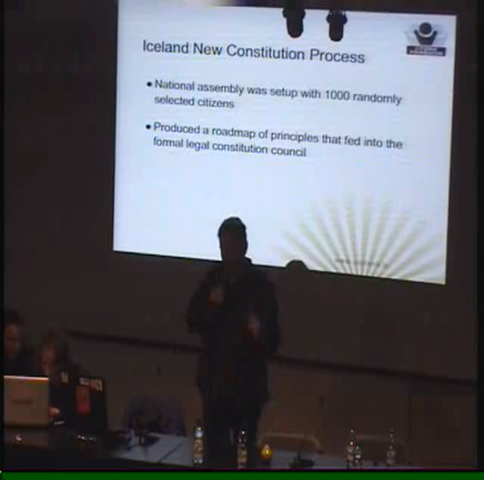 Iceland New Constitution Process
• National assembly was setup with 1000 randomly
selected citizens
• Produced a roadmap of principles that fed into the
formal legal constitution council